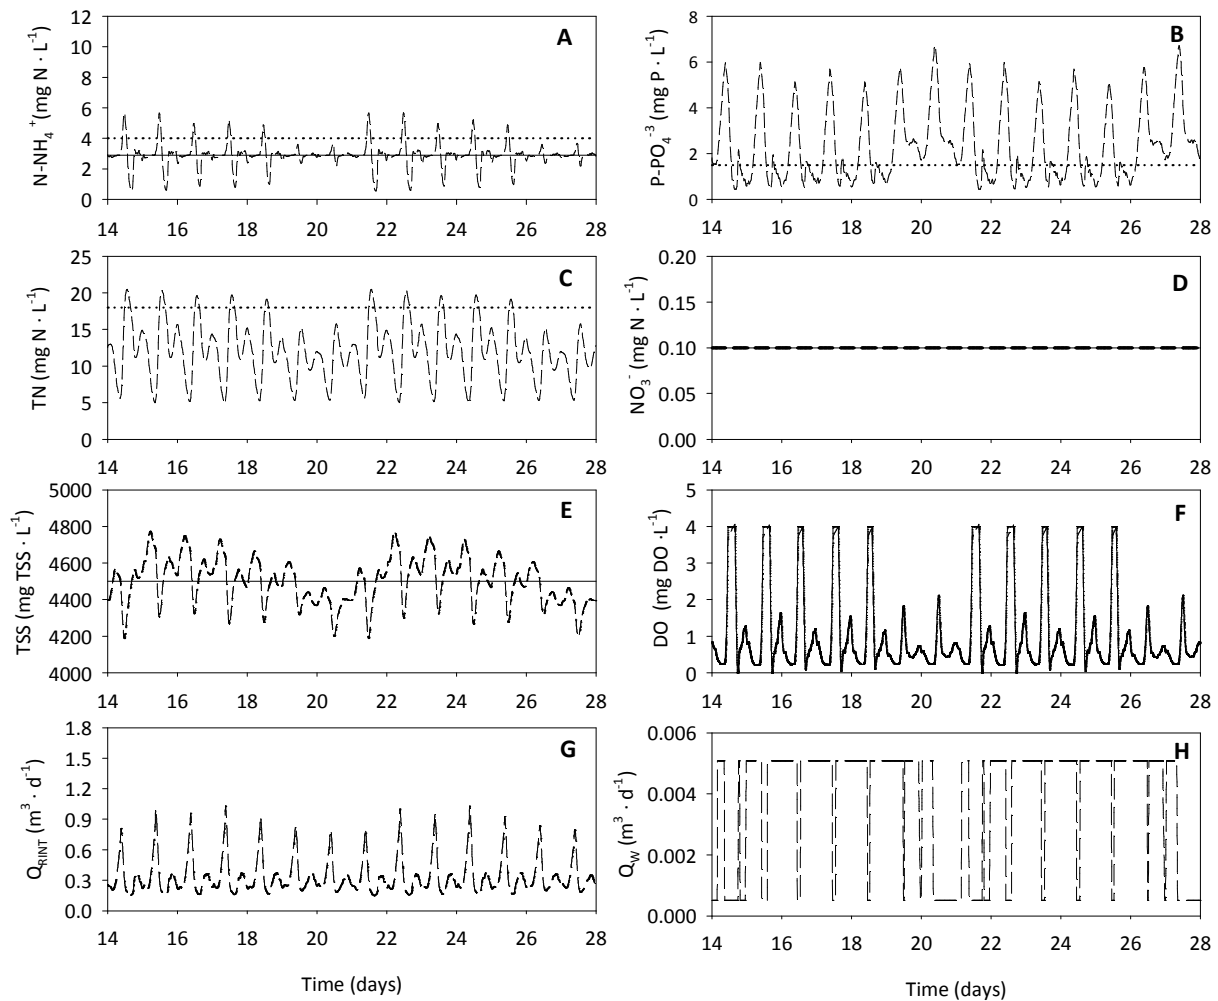 A
N-NH4 + (mg N · L-1)
12
10
8
6
4
2
0
14 16 18 20 22 24 26 28
B
P-PO4-3 (mg P · L-1)
8
6
4
2
0
14 16 18 20 22 24 26 28
C
TN (mg N · L-1)
25
20
15
10
5
0
14 16 18 20 22 24 26 28
D
NO3- (mg N · L-1)
0.20
0.15
0.10
0.05
0.00
14 16 18 20 22 24 26 28
E
TSS (mg TSS · L-1)
5000
4800
4600
4400
4200
4000
14 16 18 20 22 24 26 28
F
DO (mg DO ·L-1)
5
4
3
2
1
0
14 16 18 20 22 24 26 28
G
QRINT (m3 · d-1)
1.8
1.5
1.2
0.9
0.6
0.3
0.0
14 16 18 20 22 24 26 28
Time (days)
H
QW (m3 · d-1)
0.006
0.004
0.002
0.000
14 16 18 20 22 24 26 28
Time (days)